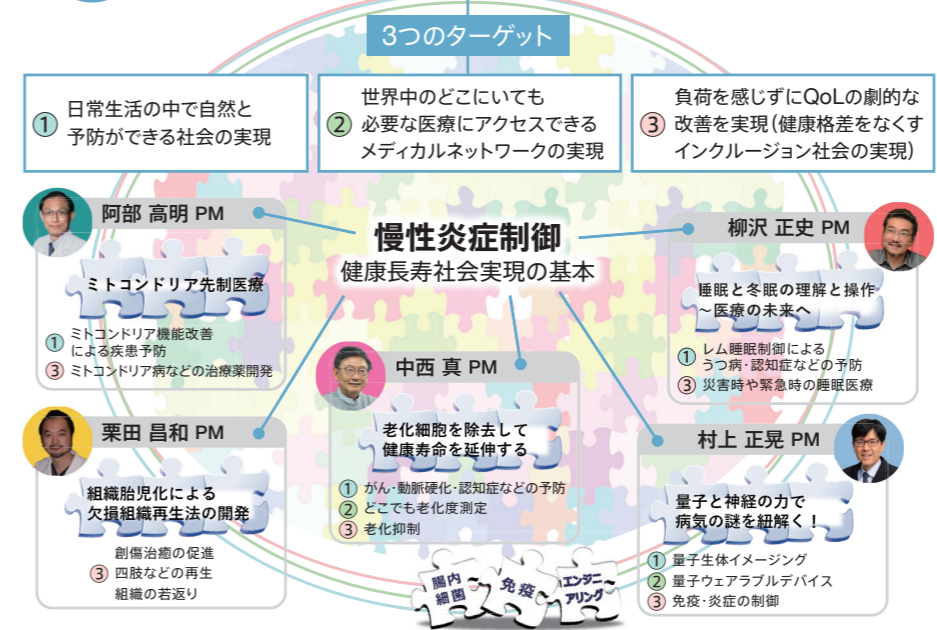 3つのターゲット
① 日常生活の中で自然と
予防ができる社会の実現
② 世界中のどこにいても
必要な医療にアクセスできる
メディカルネットワークの実現
③ 負荷を感じずにQoLの劇的な
改善を実現(健康格差をなくす
インクルージョン社会の実現)
慢性炎症制御
健康長寿社会実現の基本
阿部 高明 PM
ミトコンドリア先制医療
① ミトコンドリア機能改善
による疾患予防
③ ミトコンドリア病などの治療薬開発
柳沢 正史 PM
睡眠と冬眠の理解と操作
~医療の未来へ
① レム睡眠制御による
うつ病・認知症などの予防
③ 災害時や緊急時の睡眠医療
中西 真 PM
老化細胞を除去して
健康寿命を延伸する
① がん・動脈硬化・認知症などの予防
② どこでも老化度測定
③ 老化抑制
栗田 昌和 PM
組織胎児化による
欠損組織再生法の開発
創傷治癒の促進
③ 四肢などの再生
組織の若返り
村上 正晃 PM
量子と神経の力で
病気の謎を紐解く!
① 量子生体イメージング
② 量子ウェアラブルデバイス
③ 免疫・炎症の制御
腸内
細菌
免疫
エンジニ
アリング